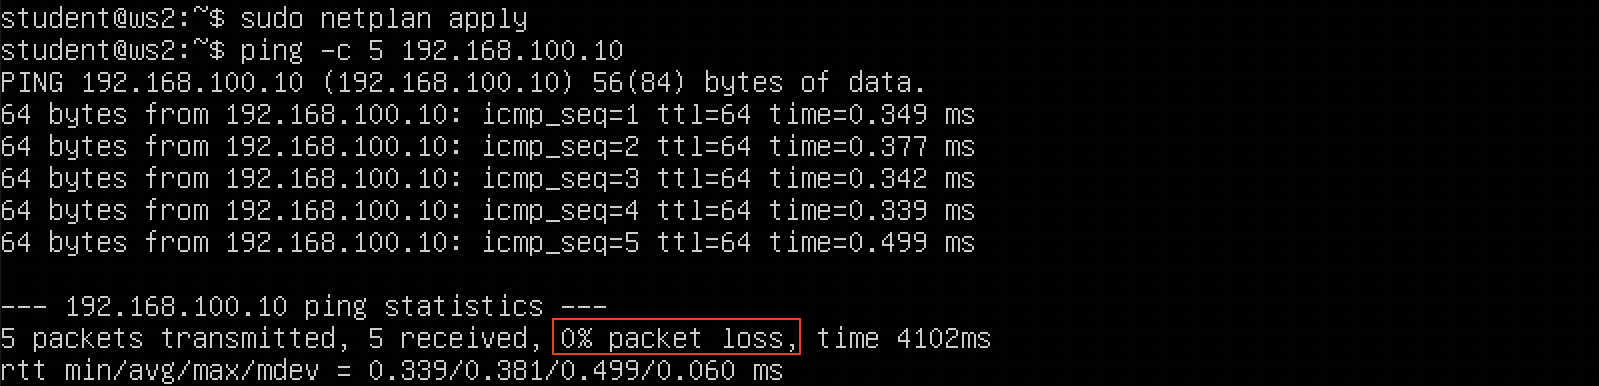 student@ws2:~$ sudo netplan apply
student@ws2:~$ ping -c 5 192.168.100.10
PING 192.168.100.10 (192.168.100.10) 56(84) bytes of data.
64 bytes from 192.168.100.10: icmp_seq=1 ttl=64 time=0.349 ms
64 bytes from 192.168.100.10: icmp_seq=2 ttl=64 time=0.377 ms
64 bytes from 192.168.100.10: icmp_seq=3 ttl=64 time=0.342 ms
64 bytes from 192.168.100.10: icmp_seq=4 ttl=64 time=0.339 ms
64 bytes from 192.168.100.10: icmp_seq=5 ttl=64 time=0.499 ms
--- 192.168.100.10 ping statistics ---
5 packets transmitted, 5 received, 0% packet loss, time 4102ms
rtt min/avg/max/mdev = 0.339/0.381/0.499/0.060 ms